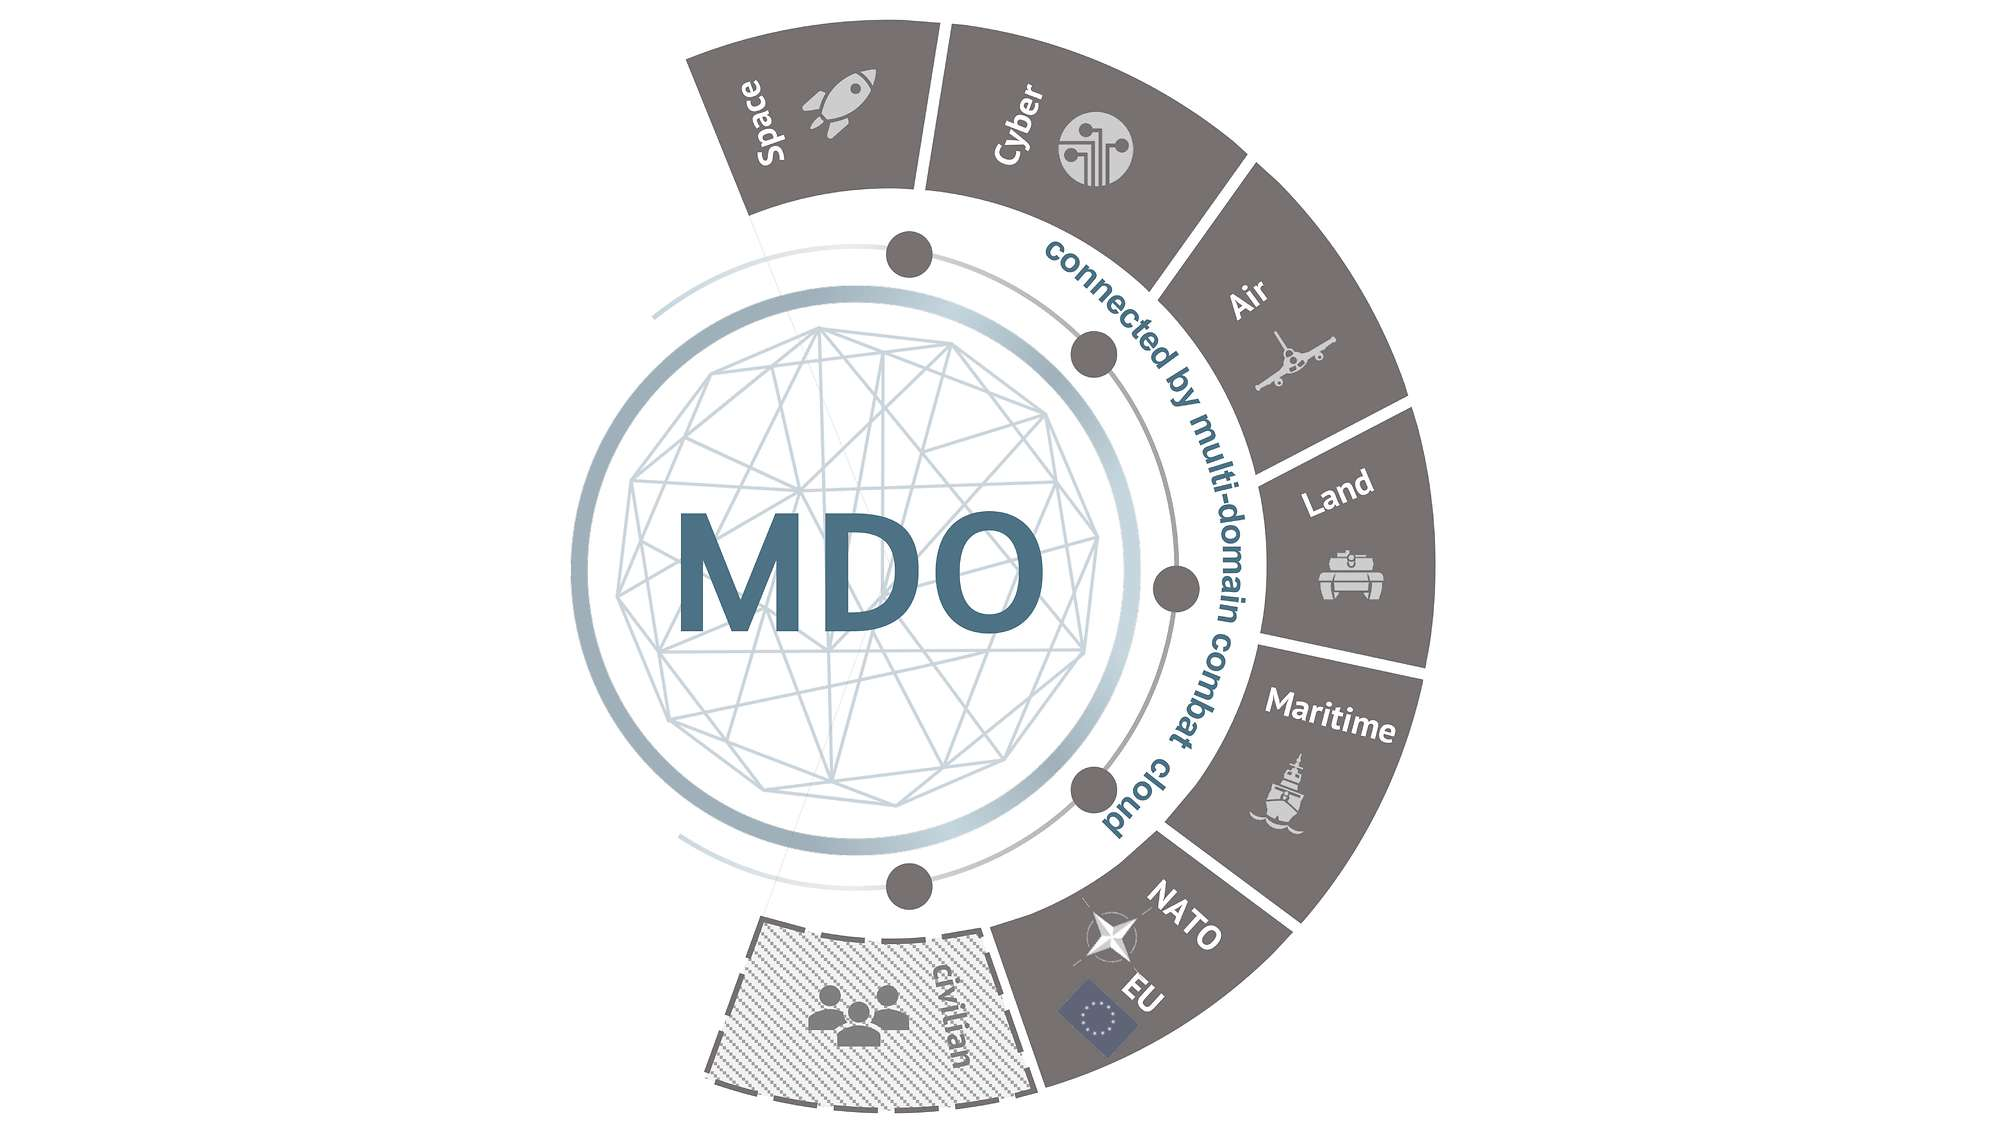 Space
Cyber
Air
Land
Maritime
NATO
EU
civilian
connected by multi-domain combat cloud
MDO